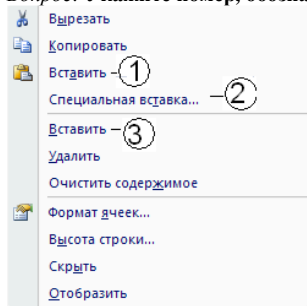 Вырезать
Копировать
Вставить 1
Специальная вставка... 2
Вставить 3
Удалить
Очистить содержимое
Формат ячеек...
Высота строки...
Скрыть
Отобразить